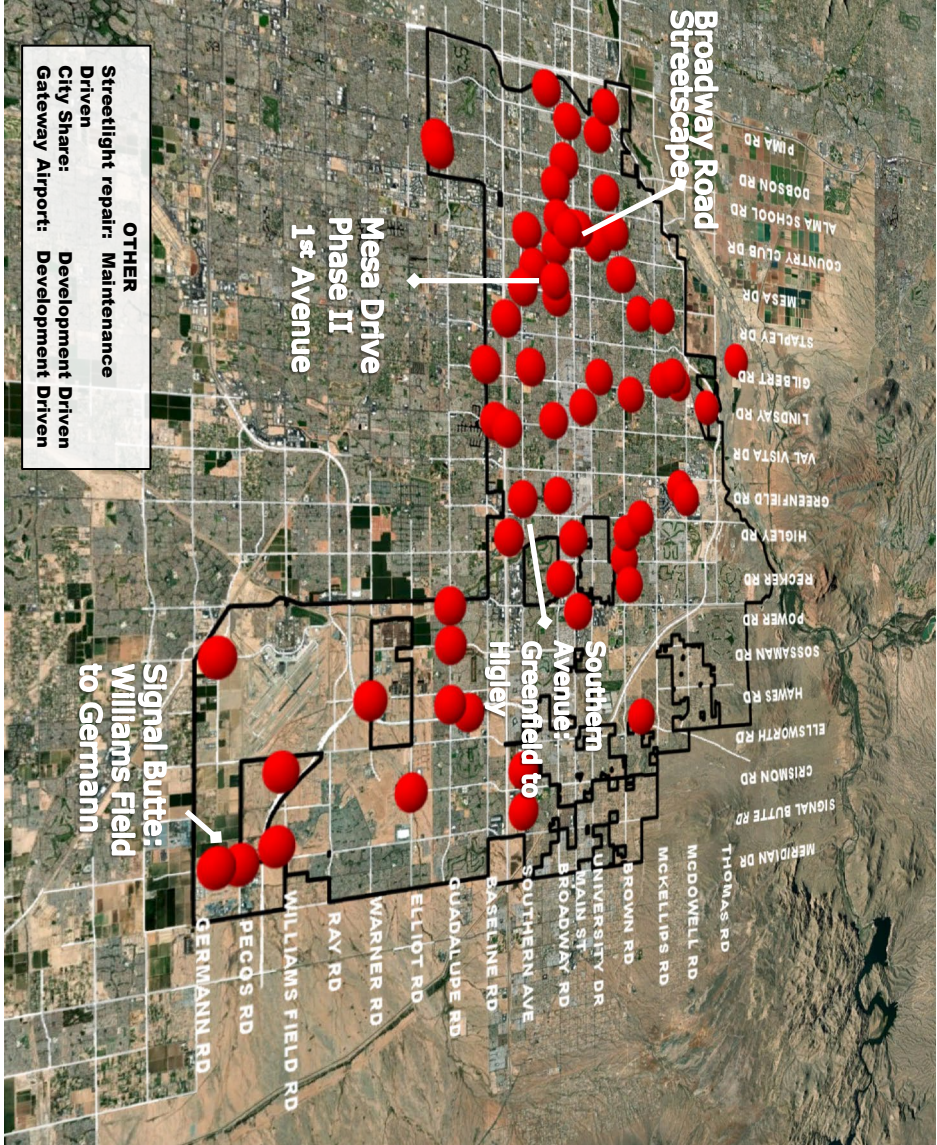 Broadway Road
Streetscape
PIMA RD
DOBSON RD
ALMA SCHOOL RD
COUNTRY CLUB DR
MESA DR
STAPLEY DR
GILBERT RD
LINDSAY RD
VAL VISTA DR
GREENFIELD RD
HIGLEY RD
RECKER RD
POWER RD
SOSSAMAN RD
HAWES RD
ELLSWORTH RD
CRISMON RD
SIGNAL BUTTE RD
MERIDIAN DR
THOMAS RD
MCDOWELL RD
MCKELLIPS RD
BROWN RD
UNIVERSITY DR
MAIN ST
BROADWAY RD
SOUTHERN AVE
BASELINE RD
GUADALUPE RD
ELLIOT RD
WARNER RD
RAY RD
WILLIAMS FIELD RD
PECOS RD
GERMANN RD
Mesa Drive
Phase II
1st Avenue
Southern
Avenue:
Greenfield to
Higley
Signal Butte:
Williams Field
to Germann
OTHER
Streetlight repair: Maintenance
Driven
City Share: Development Driven
Gateway Airport: Development Driven